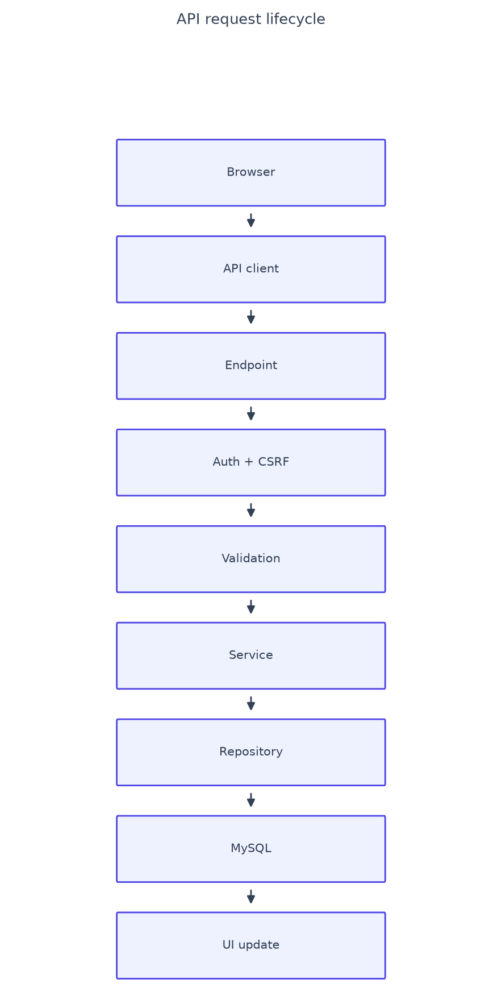 API request lifecycle
Browser
API client
Endpoint
Auth + CSRF
Validation
Service
Repository
MySQL
UI update